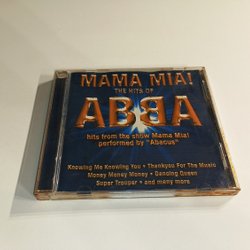 MAMA MIA!
THE HITS OF
ABBA
hits from the show Mama Mia!
performed by "Abacus"
Knowing Me Knowing You • Thankyou For The Music
Money Money Money • Dancing Queen
Super Trouper • and many more